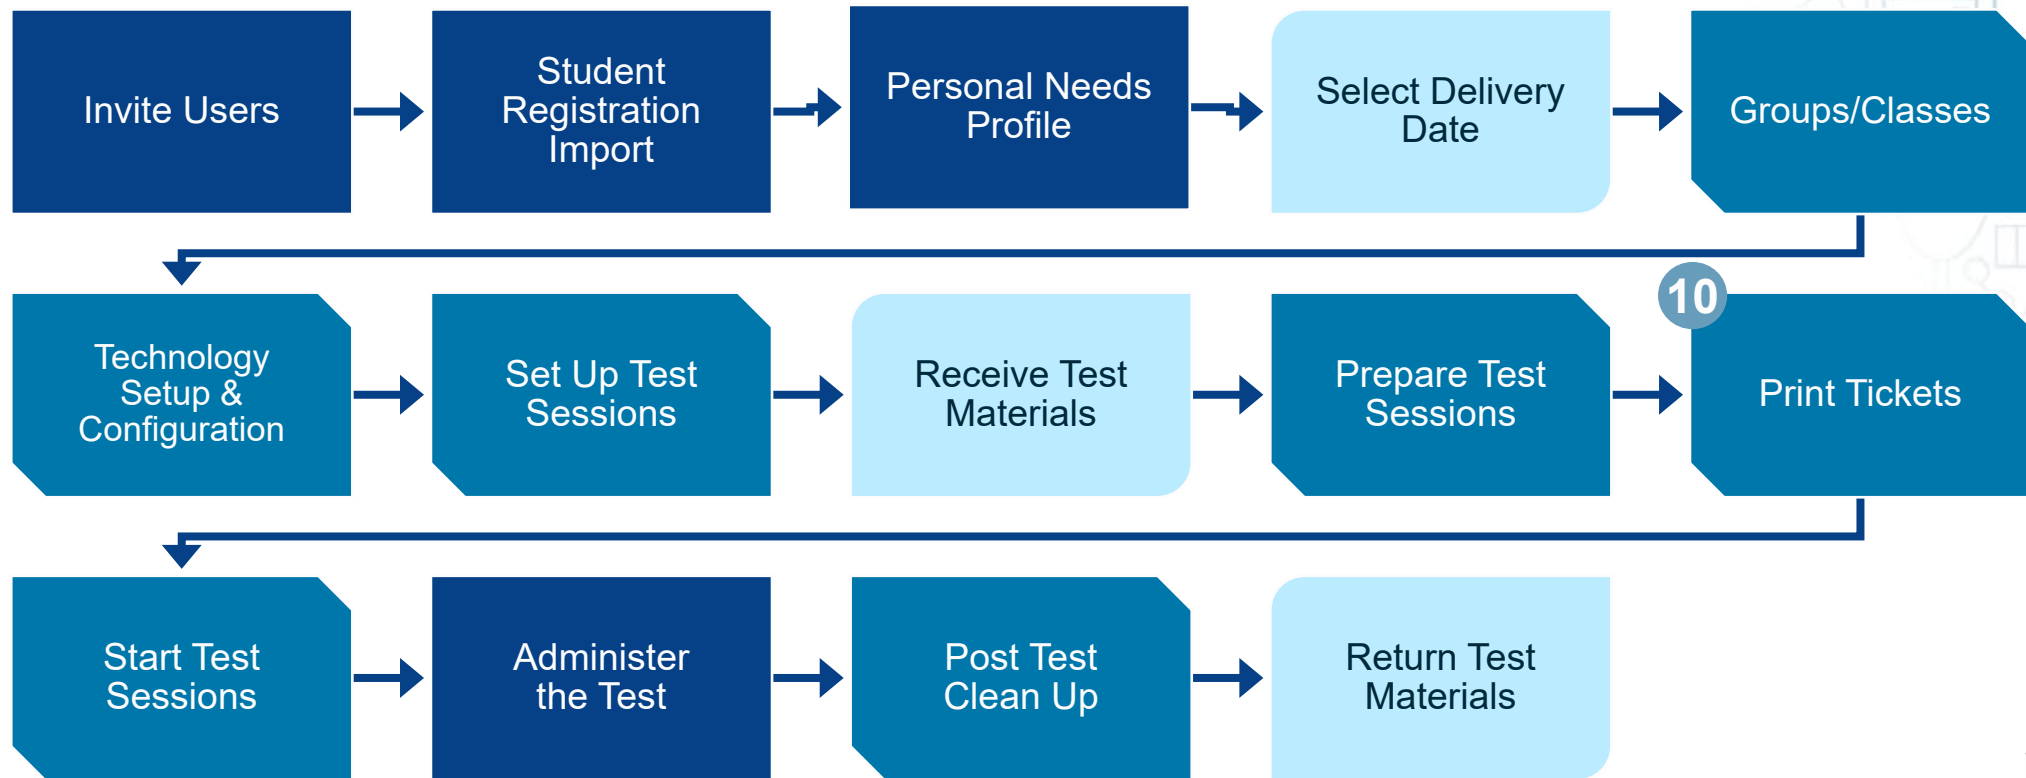 Invite Users
Student
Registration
Import
Personal Needs
Profile
Select Delivery
Date
Groups/Classes
Technology
Setup &
Configuration
Set Up Test
Sessions
Receive Test
Materials
Prepare Test
Sessions
10
Print Tickets
Start Test
Sessions
Administer
the Test
Post Test
Clean Up
Return Test
Materials